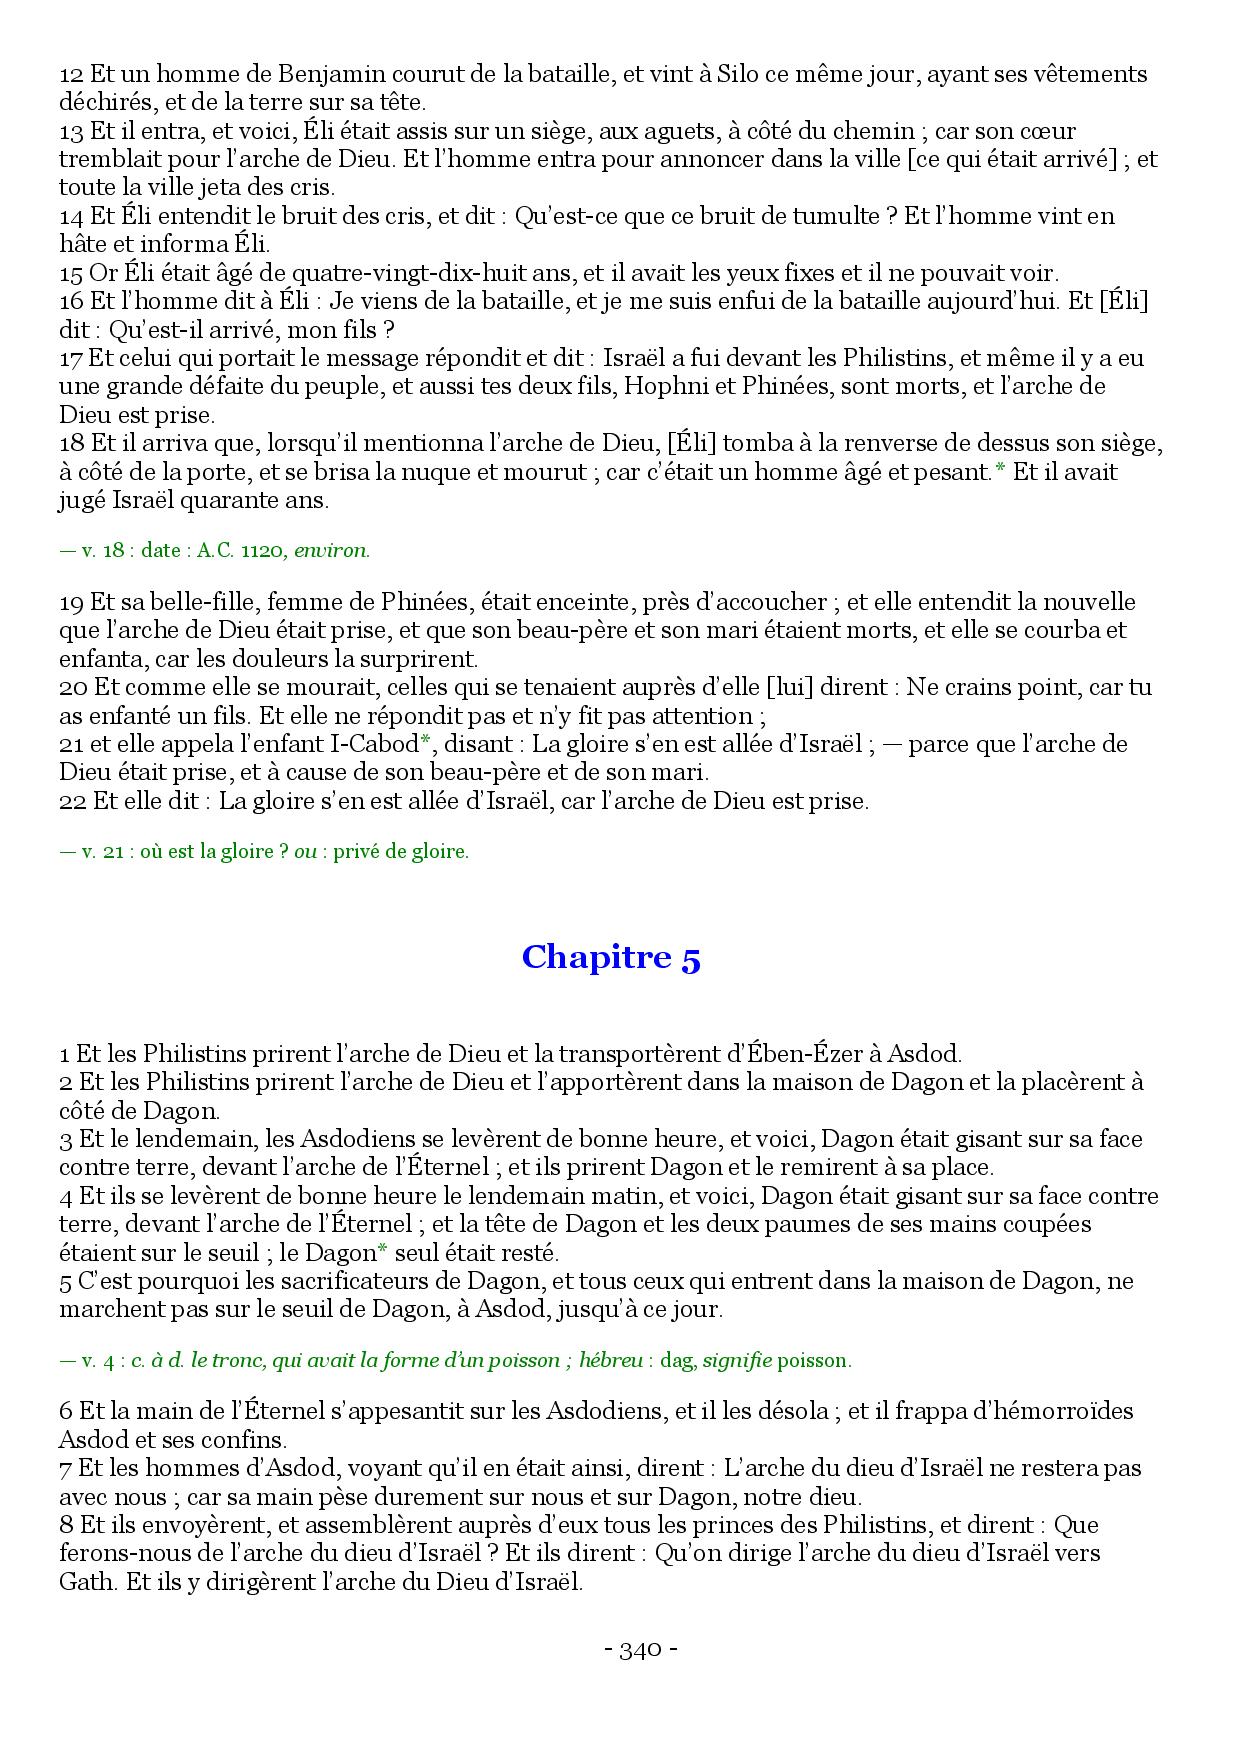 12 Et un homme de Benjamin courut de la bataille, et vint à Silo ce même jour, ayant ses vêtements
déchirés, et de la terre sur sa tête.
13 Et il entra, et voici, Éli était assis sur un siège, aux aguets, à côté du chemin ; car son cœur
tremblait pour l’arche de Dieu. Et l’homme entra pour annoncer dans la ville [ce qui était arrivé] ; et
toute la ville jeta des cris.
14 Et Éli entendit le bruit des cris, et dit : Qu’est-ce que ce bruit de tumulte ? Et l’homme vint en
hâte et informa Éli.
15 Or Éli était âgé de quatre-vingt-dix-huit ans, et il avait les yeux fixes et il ne pouvait voir.
16 Et l’homme dit à Éli : Je viens de la bataille, et je me suis enfui de la bataille aujourd’hui. Et [Éli]
dit : Qu’est-il arrivé, mon fils ?
17 Et celui qui portait le message répondit et dit : Israël a fui devant les Philistins, et même il y a eu
une grande défaite du peuple, et aussi tes deux fils, Hophni et Phinées, sont morts, et l’arche de
Dieu est prise.
18 Et il arriva que, lorsqu’il mentionna l’arche de Dieu, [Éli] tomba à la renverse de dessus son siège,
à côté de la porte, et se brisa la nuque et mourut ; car c’était un homme âgé et pesant.* Et il avait
jugé Israël quarante ans.
— v. 18 : date : A.C. 1120, environ.
19 Et sa belle-fille, femme de Phinées, était enceinte, près d’accoucher ; et elle entendit la nouvelle
que l’arche de Dieu était prise, et que son beau-père et son mari étaient morts, et elle se courba et
enfanta, car les douleurs la surprirent.
20 Et comme elle se mourait, celles qui se tenaient auprès d’elle [lui] dirent : Ne crains point, car tu
as enfanté un fils. Et elle ne répondit pas et n’y fit pas attention ;
21 et elle appela l’enfant I-Cabod*, disant : La gloire s’en est allée d’Israël ; — parce que l’arche de
Dieu était prise, et à cause de son beau-père et de son mari.
22 Et elle dit : La gloire s’en est allée d’Israël, car l’arche de Dieu est prise.
— v. 21 : où est la gloire ? ou : privé de gloire.
Chapitre 5
1 Et les Philistins prirent l’arche de Dieu et la transportèrent d’Ében-Ézer à Asdod.
2 Et les Philistins prirent l’arche de Dieu et l’apportèrent dans la maison de Dagon et la placèrent à
côté de Dagon.
3 Et le lendemain, les Asdodiens se levèrent de bonne heure, et voici, Dagon était gisant sur sa face
contre terre, devant l’arche de l’Éternel ; et ils prirent Dagon et le remirent à sa place.
4 Et ils se levèrent de bonne heure le lendemain matin, et voici, Dagon était gisant sur sa face contre
terre, devant l’arche de l’Éternel ; et la tête de Dagon et les deux paumes de ses mains coupées
étaient sur le seuil ; le Dagon* seul était resté.
5 C’est pourquoi les sacrificateurs de Dagon, et tous ceux qui entrent dans la maison de Dagon, ne
marchent pas sur le seuil de Dagon, à Asdod, jusqu’à ce jour.
— v. 4 : c. à d. le tronc, qui avait la forme d’un poisson ; hébreu : dag, signifie poisson.
6 Et la main de l’Éternel s’appesantit sur les Asdodiens, et il les désola ; et il frappa d’hémorroïdes
Asdod et ses confins.
7 Et les hommes d’Asdod, voyant qu’il en était ainsi, dirent : L’arche du dieu d’Israël ne restera pas
avec nous ; car sa main pèse durement sur nous et sur Dagon, notre dieu.
8 Et ils envoyèrent, et assemblèrent auprès d’eux tous les princes des Philistins, et dirent : Que
ferons-nous de l’arche du dieu d’Israël ? Et ils dirent : Qu’on dirige l’arche du dieu d’Israël vers
Gath. Et ils y dirigèrent l’arche du Dieu d’Israël.
- 340 -